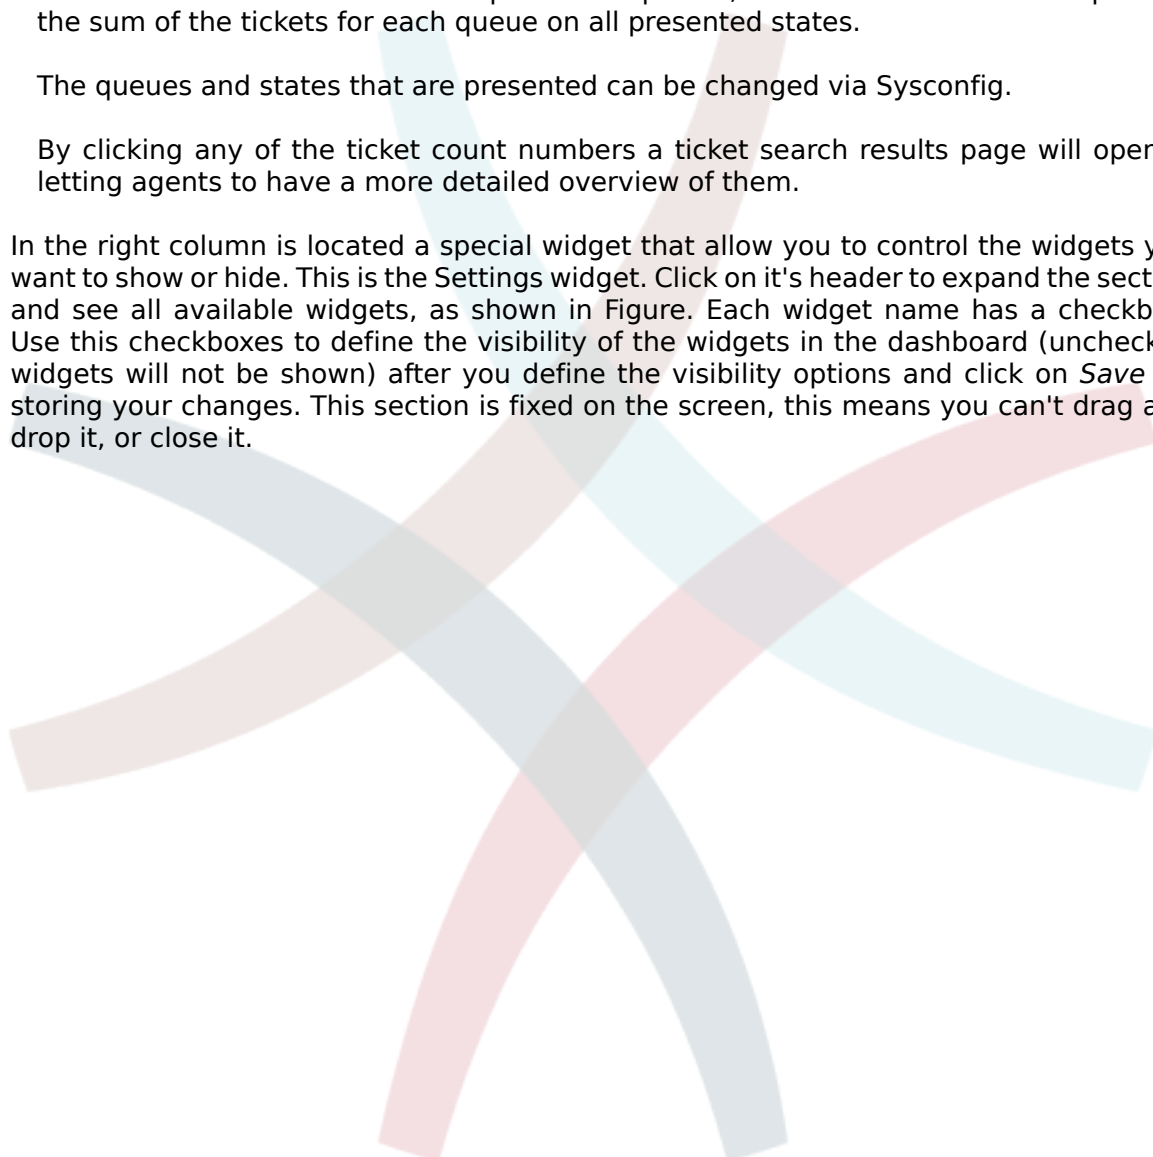 the sum of the tickets for each queue on all presented states.
The queues and states that are presented can be changed via Sysconfig.
By clicking any of the ticket count numbers a ticket search results page will open
letting agents to have a more detailed overview of them.
In the right column is located a special widget that allow you to control the widgets
want to show or hide. This is the Settings widget. Click on it's header to expand the
and see all available widgets, as shown in Figure. Each widget name has a
Use this checkboxes to define the visibility of the widgets in the dashboard
widgets will not be shown) after you define the visibility options and click on Save
storing your changes. This section is fixed on the screen, this means you can't drag
drop it, or close it.